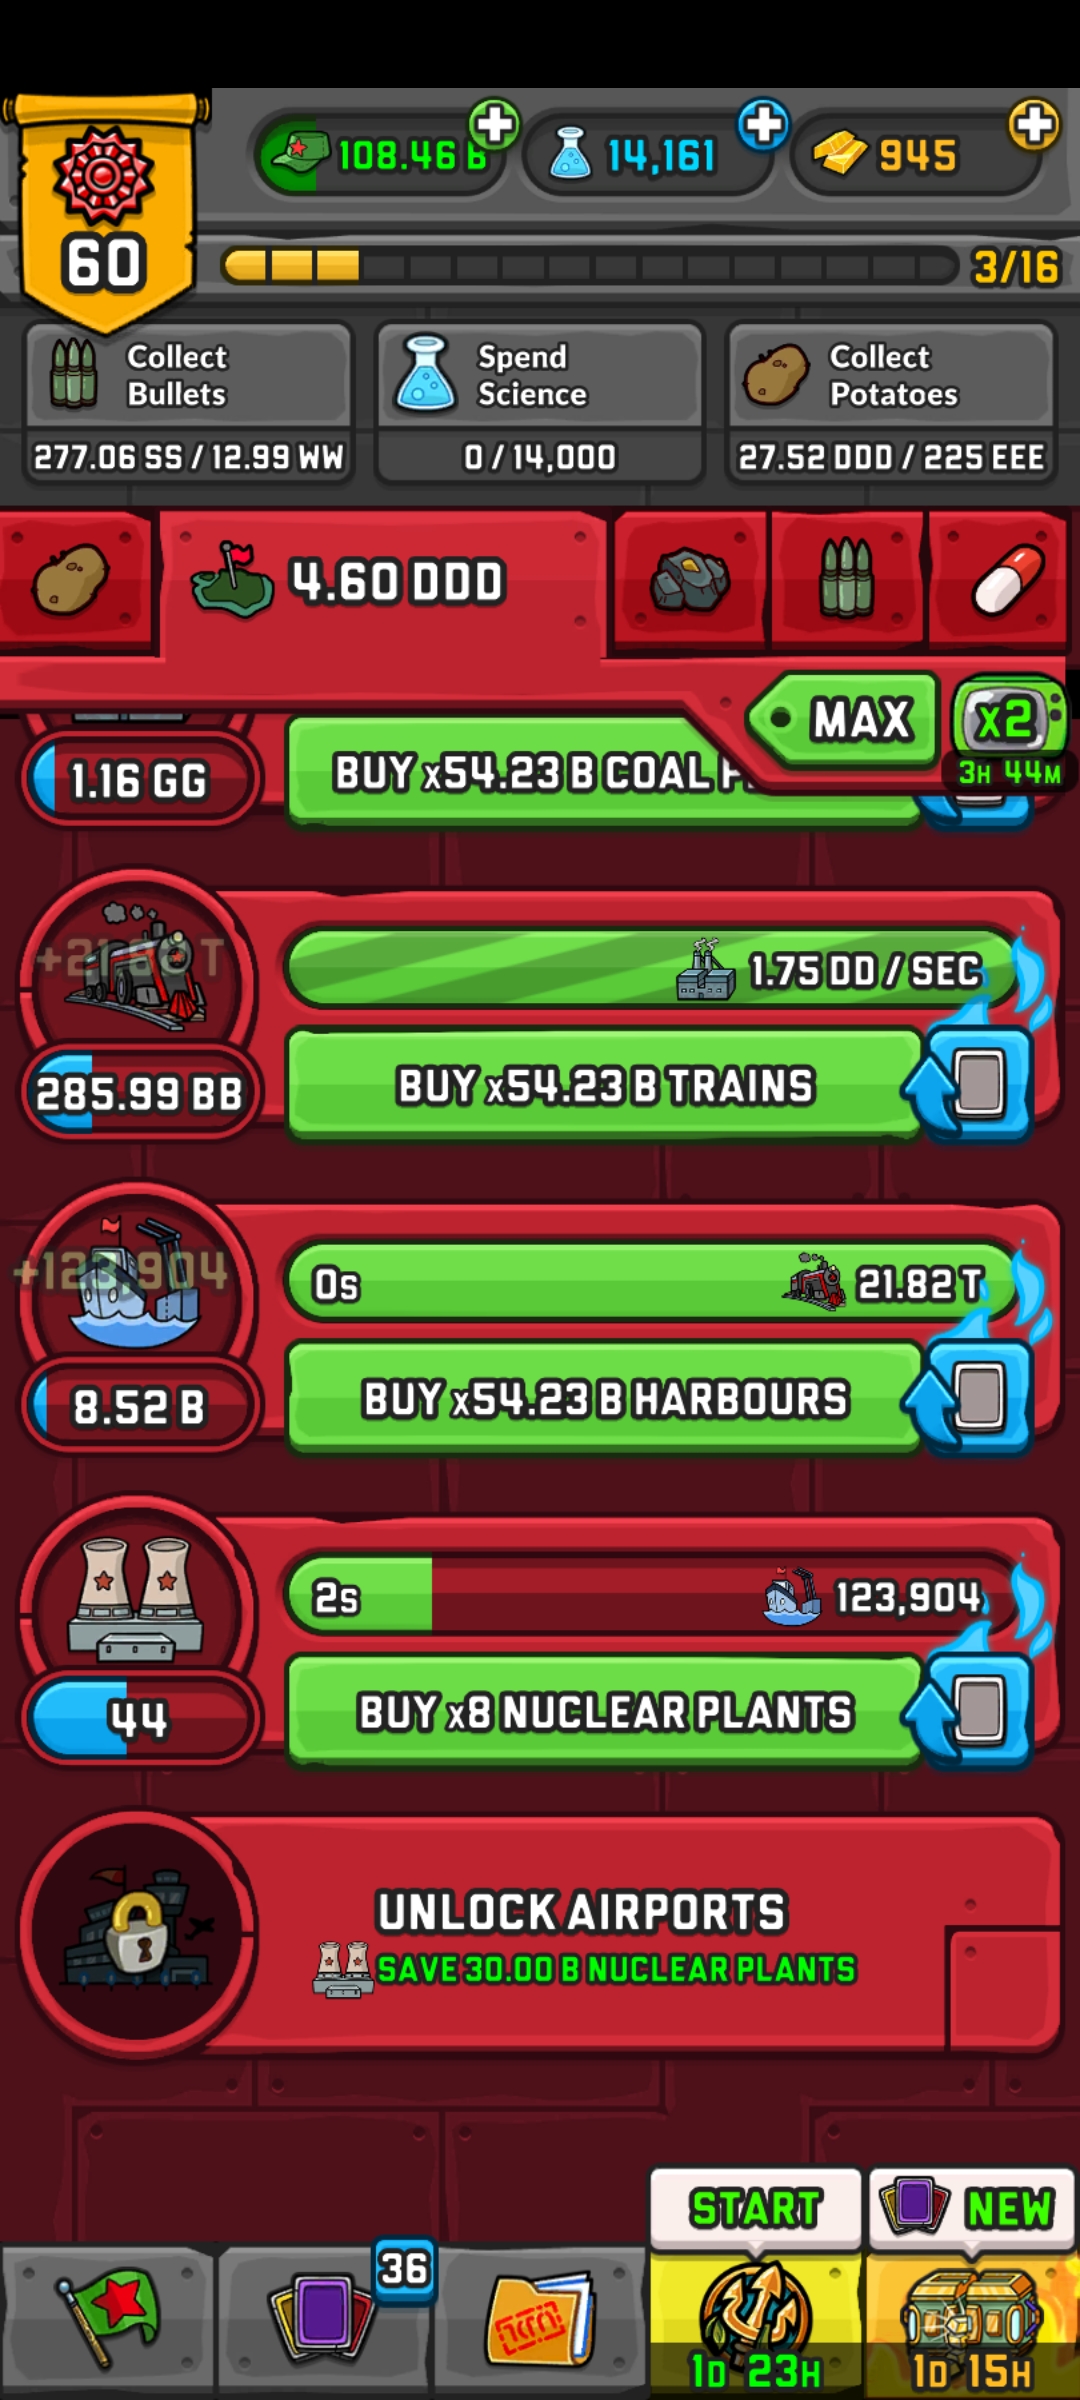 60
108.46 B
14,161
945
3/16
Collect Bullets
277.06 SS / 12.99 WW
Spend Science
0 / 14,000
Collect Potatoes
27.52 DDD / 225 EEE
4.60 DDD
MAX
x2
3H 44M
1.16 GG
BUY x54.23 B COAL
1.75 DD / SEC
285.99 BB
BUY x54.23 B TRAINS
+123,904
0s
21.82 T
8.52 B
BUY x54.23 B HARBOURS
2s
123,904
44
BUY x8 NUCLEAR PLANTS
UNLOCK AIRPORTS
SAVE 30.00 B NUCLEAR PLANTS
START
NEW
36
1D 23H
1D 15H